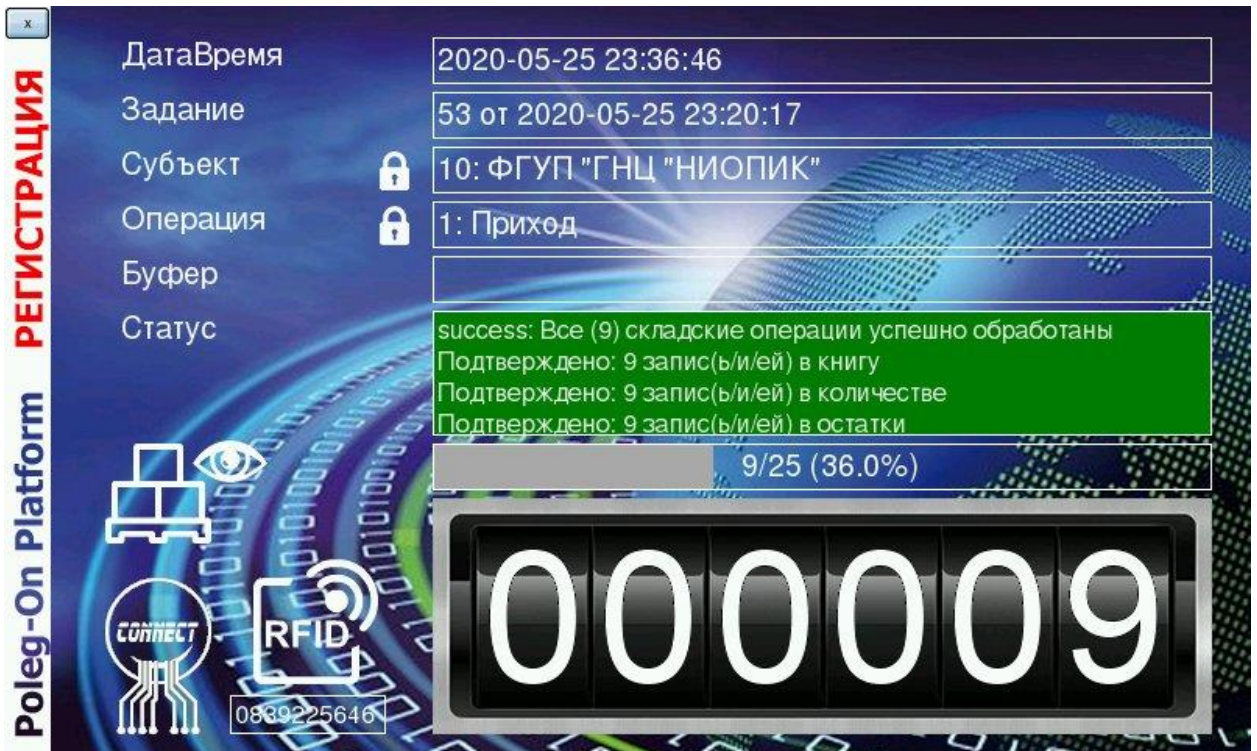 x
Poleg-On Platform РЕГИСТРАЦИЯ
ДатаВремя
2020-05-25 23:36:46
Задание
53 от 2020-05-25 23:20:17
Субъект
10: ФГУП "ГНЦ "НИОПИК"
Операция
1: Приход
Буфер
Статус
success: Все (9) складские операции успешно обработаны
Подтверждено: 9 запис(ь/и/ей) в книгу
Подтверждено: 9 запис(ь/и/ей) в количестве
Подтверждено: 9 запис(ь/и/ей) в остатки
9/25 (36.0%)
000009
CONNECT
RFID
0839225646